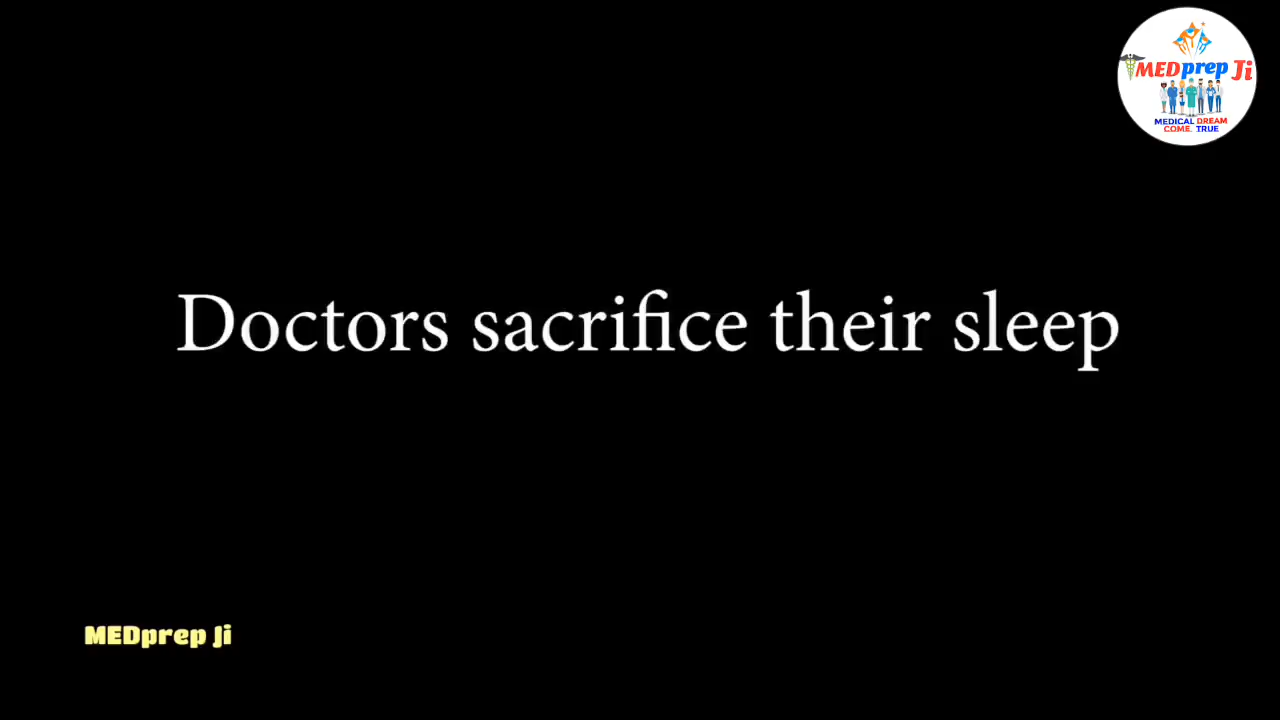 MEDprep Ji
MEDICAL DREAM
COME. TRUE
Doctors sacrifice their sleep
MEDprep Ji